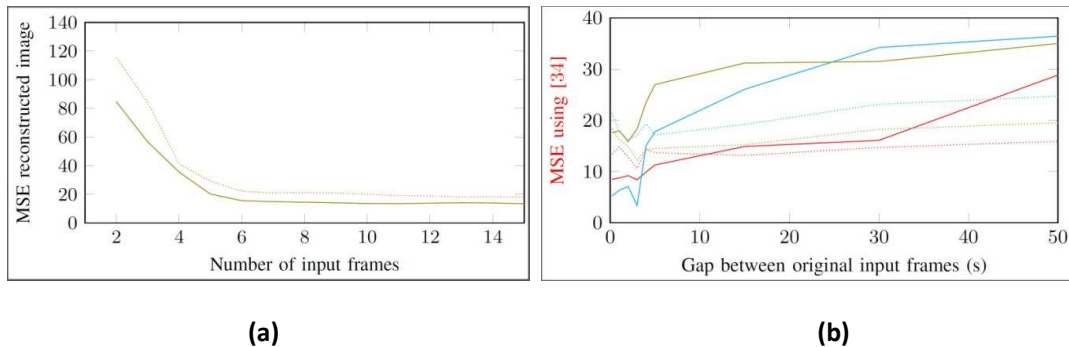 140
120
100
80
60
40
20
0
MSE reconstructed image
2 4 6 8 10 12 14
Number of input frames
(a)
40
30
20
10
0
MSE using [34]
0 10 20 30 40 50
Gap between original input frames (s)
(b)